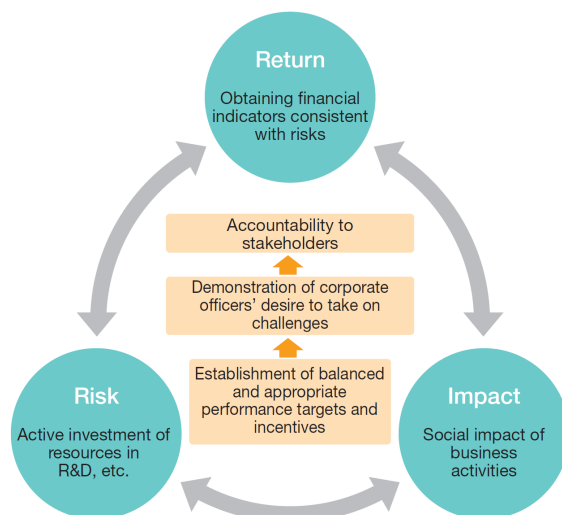 Return
Obtaining financial
indicators consistent
with risks
Accountability to
stakeholders
Demonstration of corporate
officers’ desire to take on
challenges
Establishment of balanced
and appropriate
performance targets and
incentives
Risk
Active investment of
resources in
R&D, etc.
Impact
Social impact of
business
activities